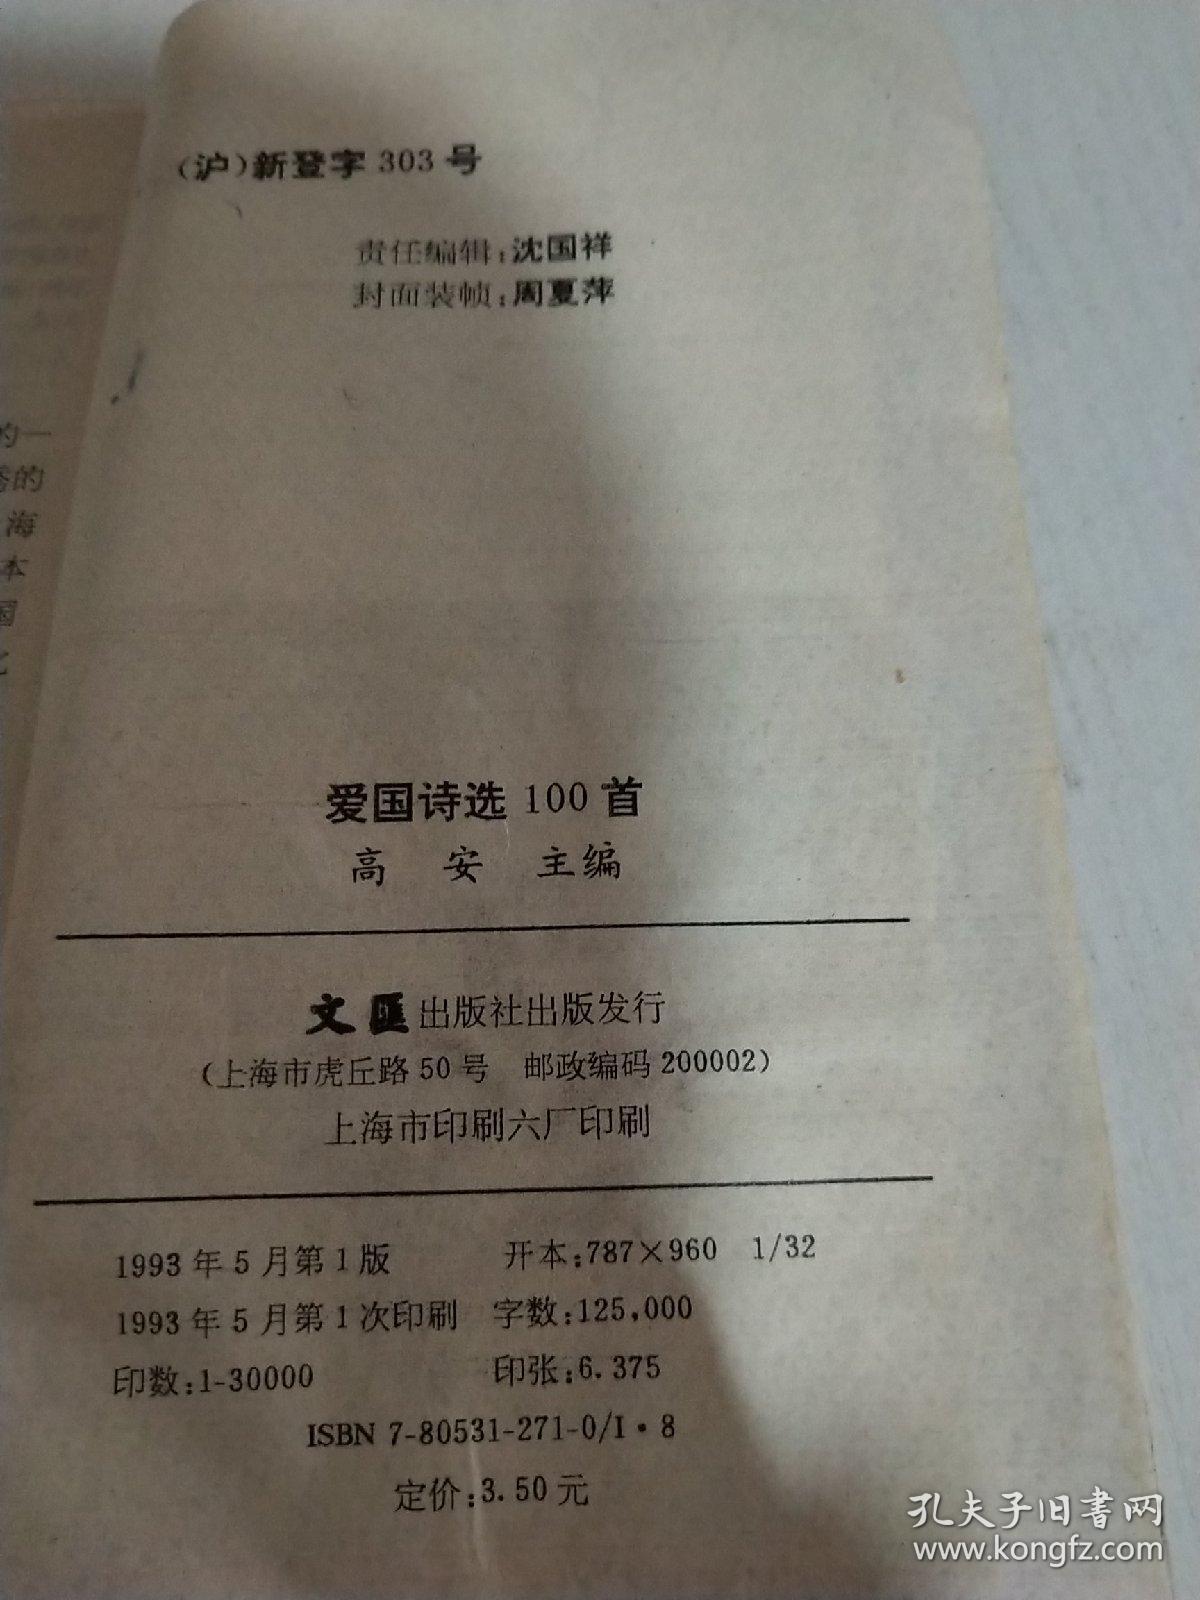 (沪)新登字 303 号
责任编辑:沈国祥
封面装帧:周夏萍
的一
的
海
本
国
爱国诗选 100 首
高 安 主编
文匯出版社出版发行
(上海市虎丘路 50 号 邮政编码 200002)
上海市印刷六厂印刷
1993 年 5 月第 1 版 开本:787×960 1/32
1993 年 5 月第 1 次印刷 字数:125,000
印数:1-30000 印张:6.375
ISBN 7-80531-271-0/I·8
定价:3.50 元
孔夫子旧书网
www.kongfz.com